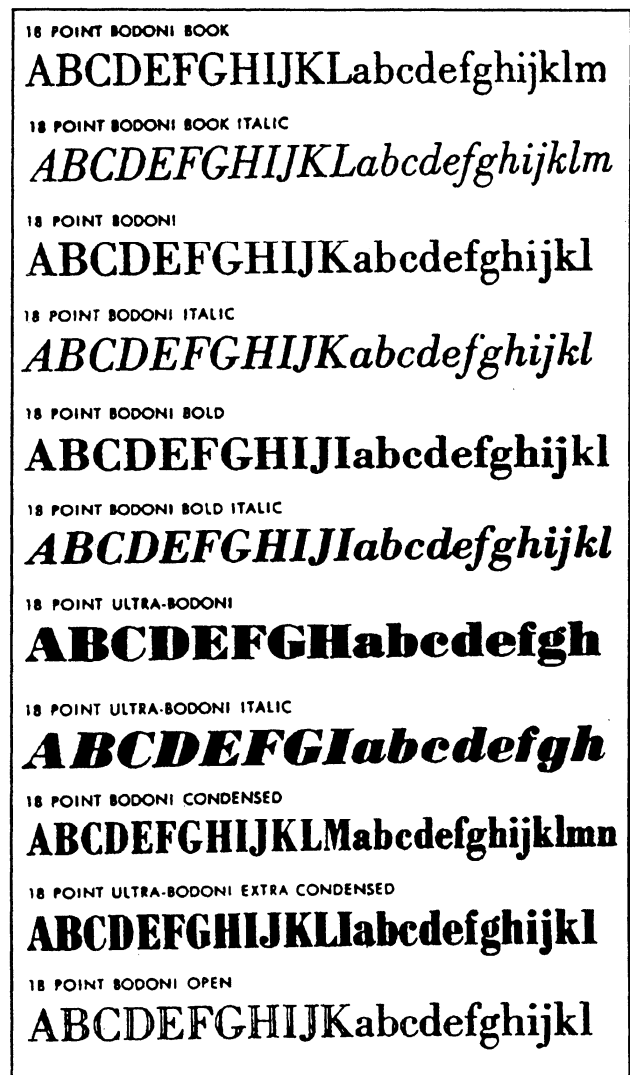 18 POINT BODONI BOOK
ABCDEFGHIJKLabcdefghijklm
18 POINT BODONI BOOK ITALIC
ABCDEFGHIJKLabcdefghijklm
18 POINT BODONI
ABCDEFGHIJKabcdefghijkl
18 POINT BODONI ITALIC
ABCDEFGHIJKabcdefghijkl
18 POINT BODONI BOLD
ABCDEFGHIJIabcdefghijkl
18 POINT BODONI BOLD ITALIC
ABCDEFGHIJIabcdefghijkl
18 POINT ULTRA-BODONI
ABCDEFGHabcdefgh
18 POINT ULTRA-BODONI ITALIC
ABCDEFGIabcdefgh
18 POINT BODONI CONDENSED
ABCDEFGHIJKLMabcdefghijklmn
18 POINT ULTRA-BODONI EXTRA CONDENSED
ABCDEFGHIJKLIabcdefghijkl
18 POINT BODONI OPEN
ABCDEFGHIJKabcdefghijkl